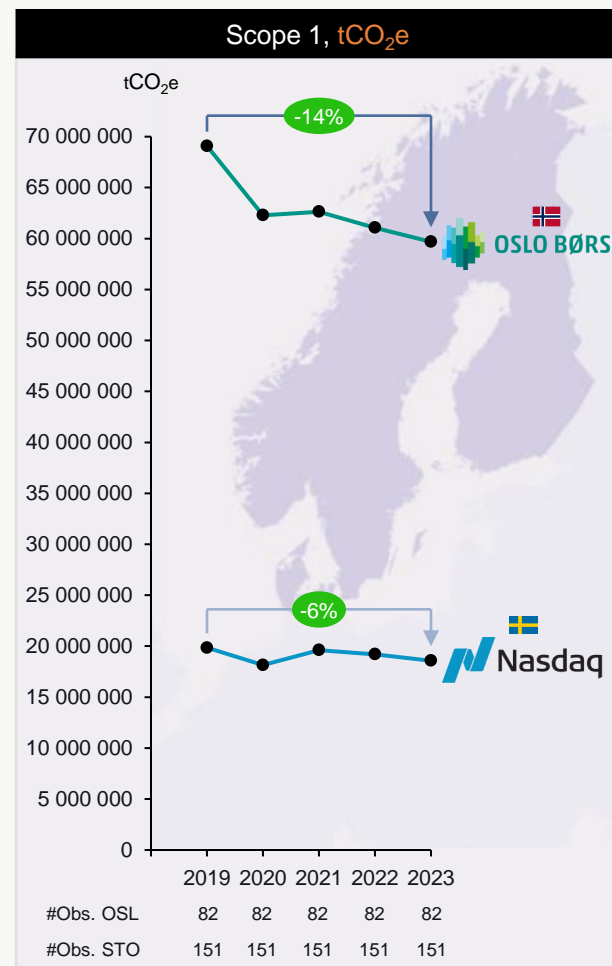 Scope 1, tCO₂e
tCO₂e
-14%
70 000 000
65 000 000
60 000 000
OSLO BØRS
55 000 000
50 000 000
45 000 000
40 000 000
35 000 000
30 000 000
25 000 000
-6%
20 000 000
Nasdaq
15 000 000
10 000 000
5 000 000
0
2019 2020 2021 2022 2023
#Obs. OSL 82 82 82 82 82
#Obs. STO 151 151 151 151 151